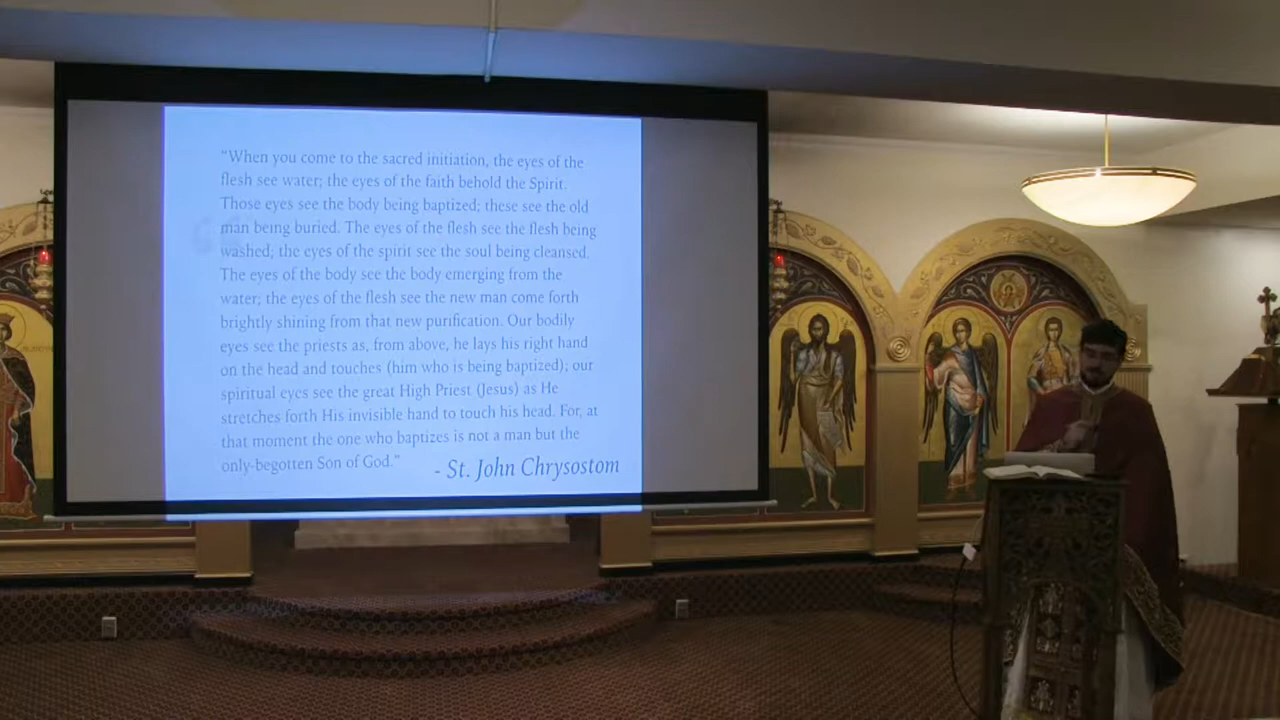 “When you come to the sacred initiation, the eyes of the
flesh see water; the eyes of the faith behold the Spirit.
Those eyes see the body being baptized; these see the old
man being buried. The eyes of the flesh see the flesh being
washed; the eyes of the spirit see the soul being cleansed.
The eyes of the body see the body emerging from the
water; the eyes of the flesh see the new man come forth
brightly shining from that new purification. Our bodily
eyes see the priests as, from above, he lays his right hand
on the head and touches (him who is being baptized); our
spiritual eyes see the great High Priest (Jesus) as He
stretches forth His invisible hand to touch his head. For, at
that moment the one who baptizes is not a man but the
only-begotten Son of God.”
- St. John Chrysostom